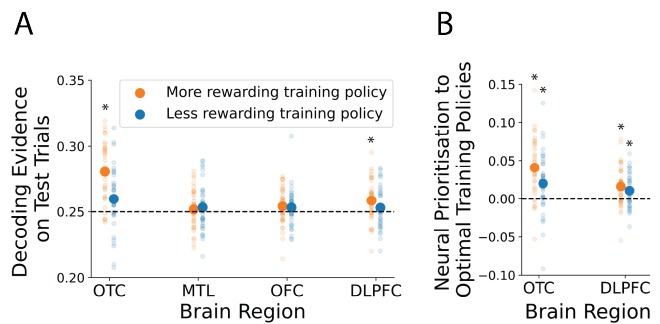 A
Decoding Evidence
on Test Trials
0.35
0.30
0.25
0.20
*
More rewarding training policy
Less rewarding training policy
*
OTC MTL OFC DLPFC
Brain Region
B
Neural Prioritisation to
Optimal Training Policies
0.15
0.10
0.05
0.00
−0.05
−0.10
* *
* *
OTC DLPFC
Brain Region